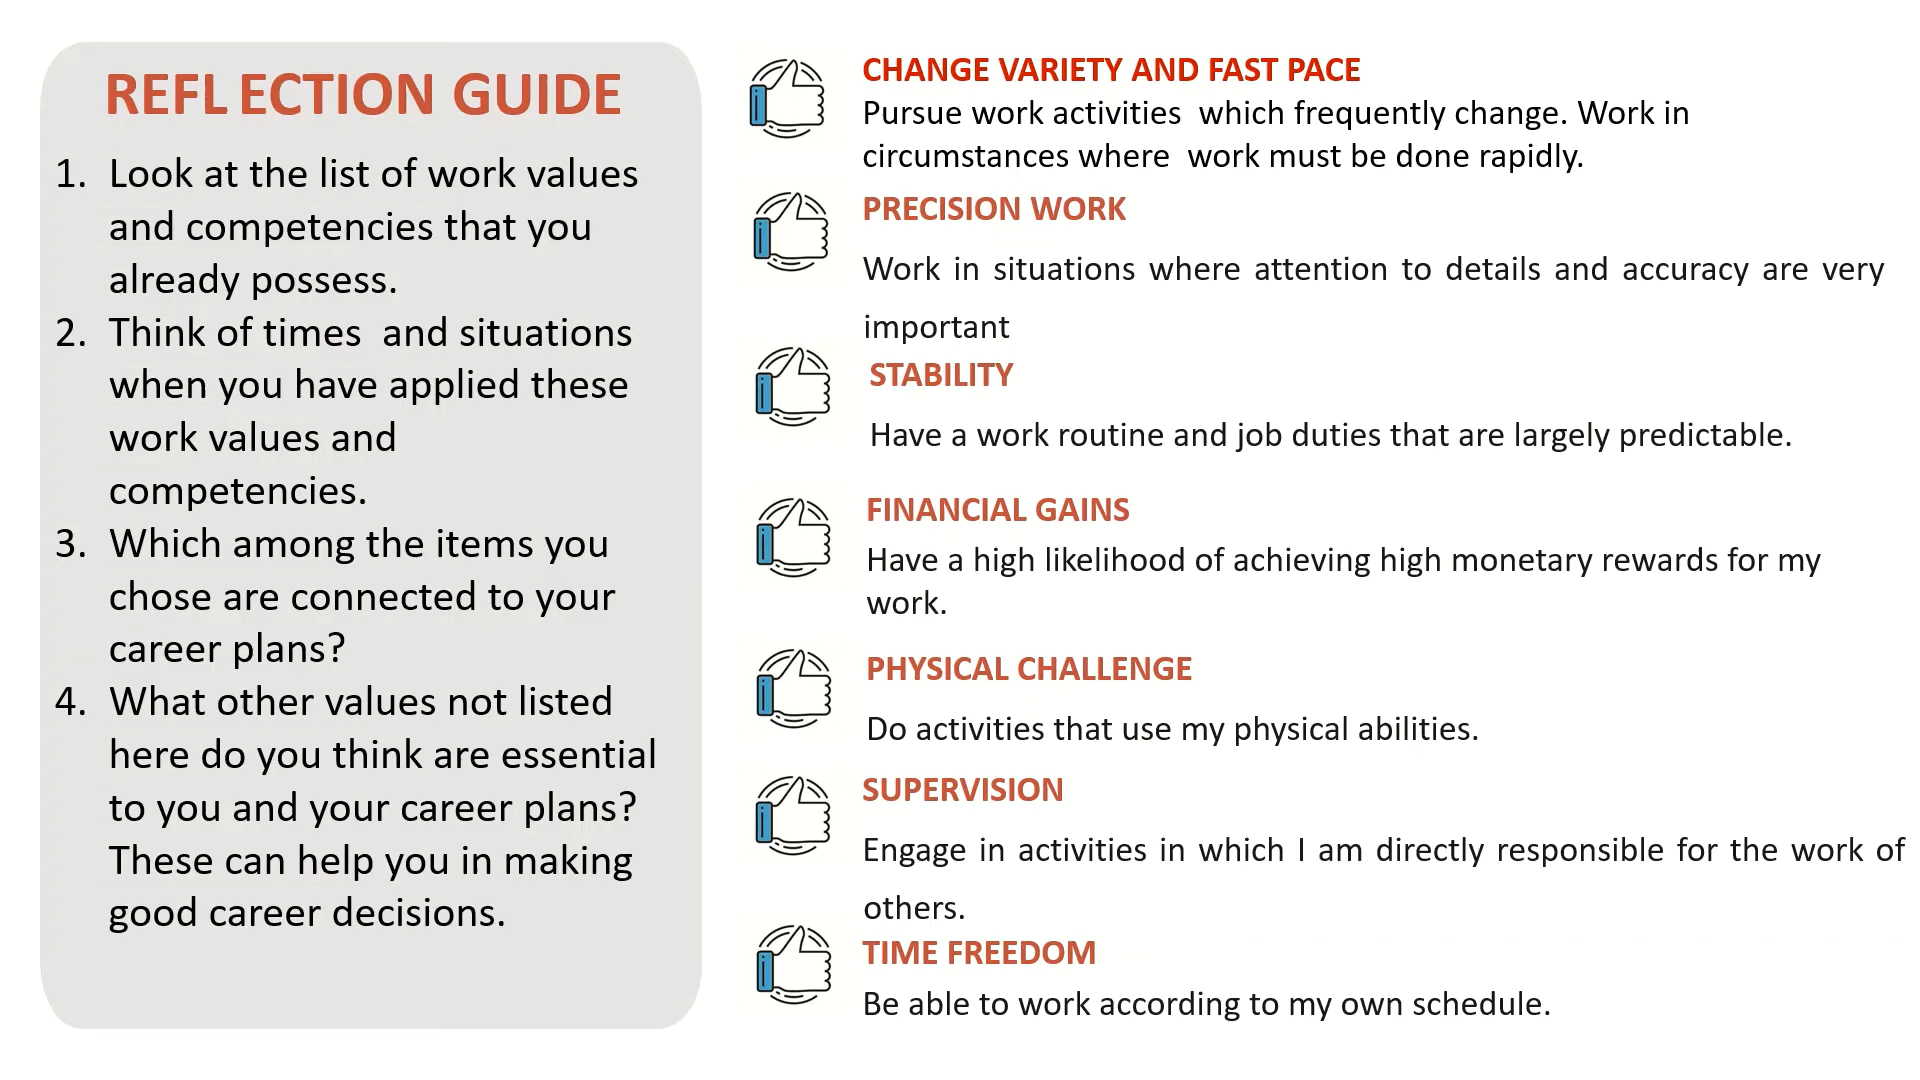 REFLECTION GUIDE
1. Look at the list of work values
and competencies that you
already possess.
2. Think of times and situations
when you have applied these
work values and
competencies.
3. Which among the items you
chose are connected to your
career plans?
4. What other values not listed
here do you think are essential
to you and your career plans?
These can help you in making
good career decisions.
CHANGE VARIETY AND FAST PACE
Pursue work activities which frequently change. Work in
circumstances where work must be done rapidly.
PRECISION WORK
Work in situations where attention to details and accuracy are very
important
STABILITY
Have a work routine and job duties that are largely predictable.
FINANCIAL GAINS
Have a high likelihood of achieving high monetary rewards for my
work.
PHYSICAL CHALLENGE
Do activities that use my physical abilities.
SUPERVISION
Engage in activities in which I am directly responsible for the work of
others.
TIME FREEDOM
Be able to work according to my own schedule.